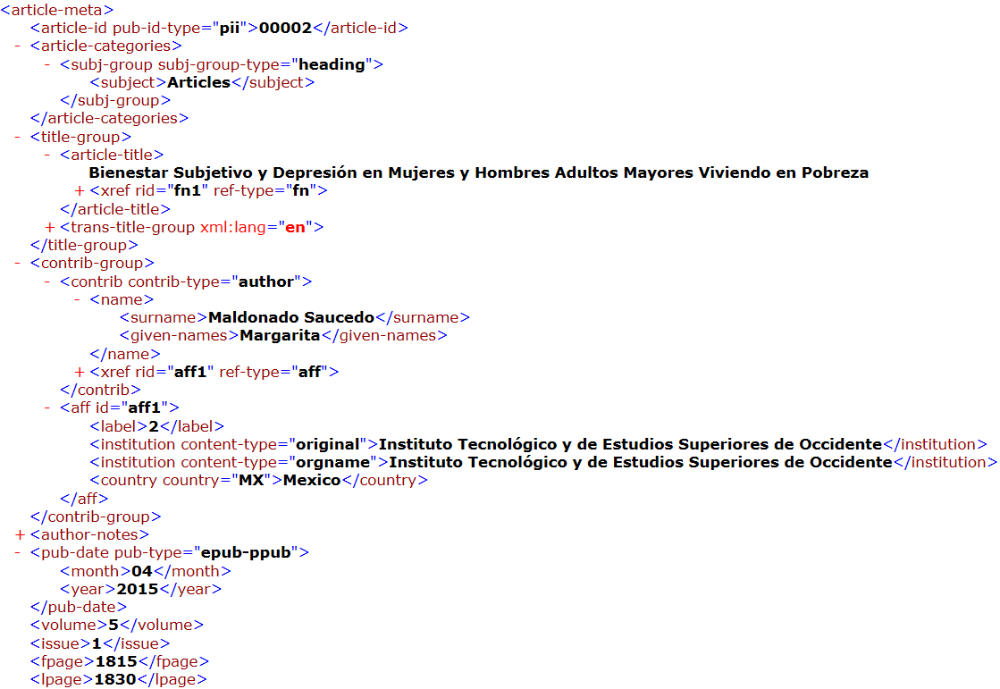 <article-meta>
<article-id pub-id-type="pii">00002</article-id>
- <article-categories>
- <subj-group subj-group-type="heading">
<subject>Articles</subject>
</subj-group>
</article-categories>
- <title-group>
- <article-title>
Bienestar Subjetivo y Depresión en Mujeres y Hombres Adultos Mayores Viviendo en Pobreza
+ <xref rid="fn1" ref-type="fn">
</article-title>
+ <trans-title-group xml:lang="en">
</title-group>
- <contrib-group>
- <contrib contrib-type="author">
- <name>
<surname>Maldonado Saucedo</surname>
<given-names>Margarita</given-names>
</name>
+ <xref rid="aff1" ref-type="aff">
</contrib>
- <aff id="aff1">
<label>2</label>
<institution content-type="original">Instituto Tecnológico y de Estudios Superiores de Occidente</institution>
<institution content-type="orgname">Instituto Tecnológico y de Estudios Superiores de Occidente</institution>
<country country="MX">Mexico</country>
</aff>
</contrib-group>
+ <author-notes>
- <pub-date pub-type="epub-ppub">
<month>04</month>
<year>2015</year>
</pub-date>
<volume>5</volume>
<issue>1</issue>
<fpage>1815</fpage>
<lpage>1830</lpage>